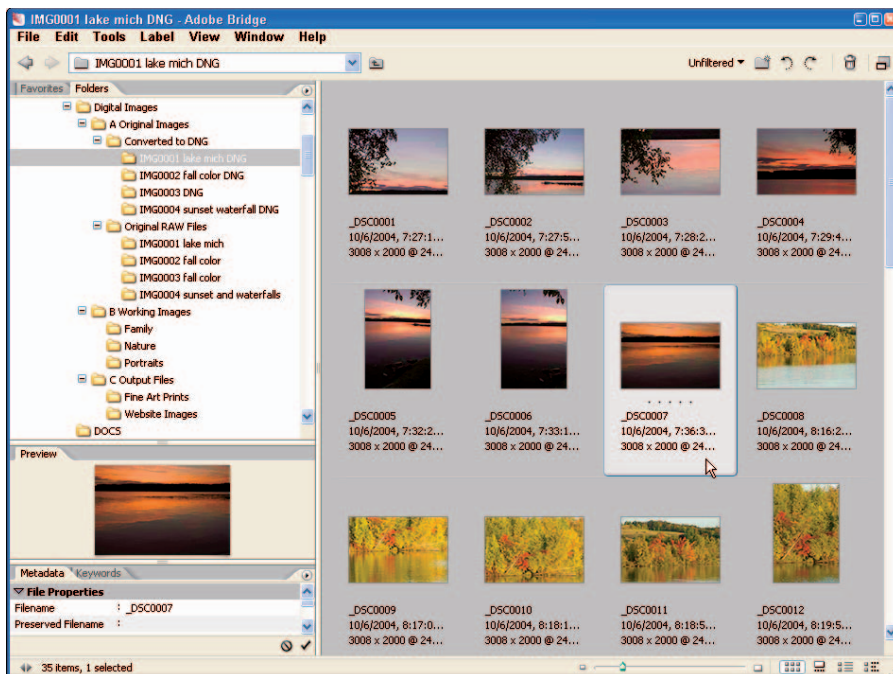 IMG0001 lake mich DNG - Adobe Bridge
File Edit Tools Label View Window Help
IMG0001 lake mich DNG
Unfiltered
Favorites Folders
Digital Images
A Original Images
Converted to DNG
IMG0001 lake mich DNG
IMG0002 fall color DNG
IMG0003 DNG
IMG0004 sunset waterfall DNG
Original RAW Files
IMG0001 lake mich
IMG0002 fall color
IMG0003 fall color
IMG0004 sunset and waterfalls
B Working Images
Family
Nature
Portraits
C Output Files
Fine Art Prints
Website Images
DOCS
Preview
Metadata Keywords
File Properties
Filename : _DSC0007
Preserved Filename :
35 items, 1 selected
_DSC0001 _DSC0002 _DSC0003 _DSC0004
10/6/2004, 7:27:1... 10/6/2004, 7:27:5... 10/6/2004, 7:28:2... 10/6/2004, 7:29:4...
3008 x 2000 @ 24... 3008 x 2000 @ 24... 3008 x 2000 @ 24... 3008 x 2000 @ 24...
_DSC0005 _DSC0006 _DSC0007 _DSC0008
10/6/2004, 7:32:2... 10/6/2004, 7:33:1... 10/6/2004, 7:36:3... 10/6/2004, 8:16:2...
3008 x 2000 @ 24... 3008 x 2000 @ 24... 3008 x 2000 @ 24... 3008 x 2000 @ 24...
_DSC0009 _DSC0010 _DSC0011 _DSC0012
10/6/2004, 8:17:0... 10/6/2004, 8:18:1... 10/6/2004, 8:18:5... 10/6/2004, 8:19:5...
3008 x 2000 @ 24... 3008 x 2000 @ 24... 3008 x 2000 @ 24... 3008 x 2000 @ 24...